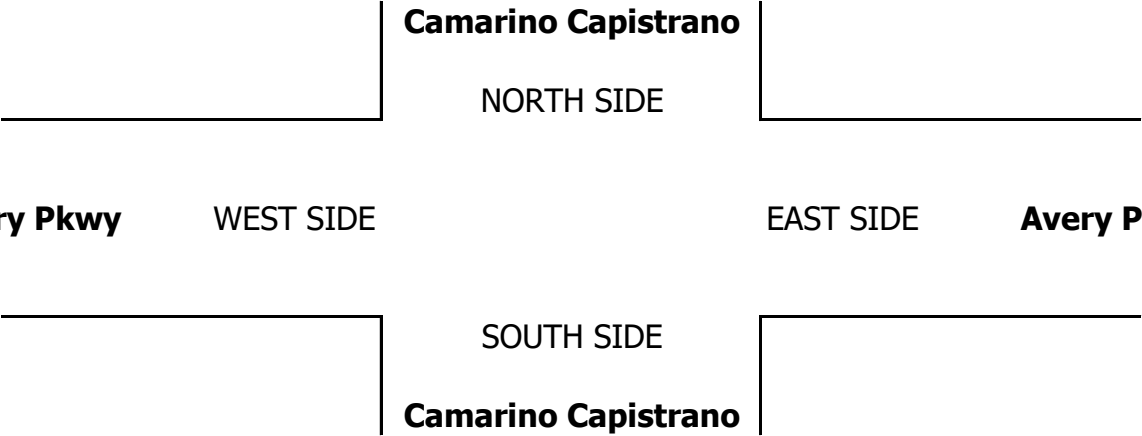 Camarino Capistrano
NORTH SIDE
ry Pkwy WEST SIDE EAST SIDE Avery P
SOUTH SIDE
Camarino Capistrano